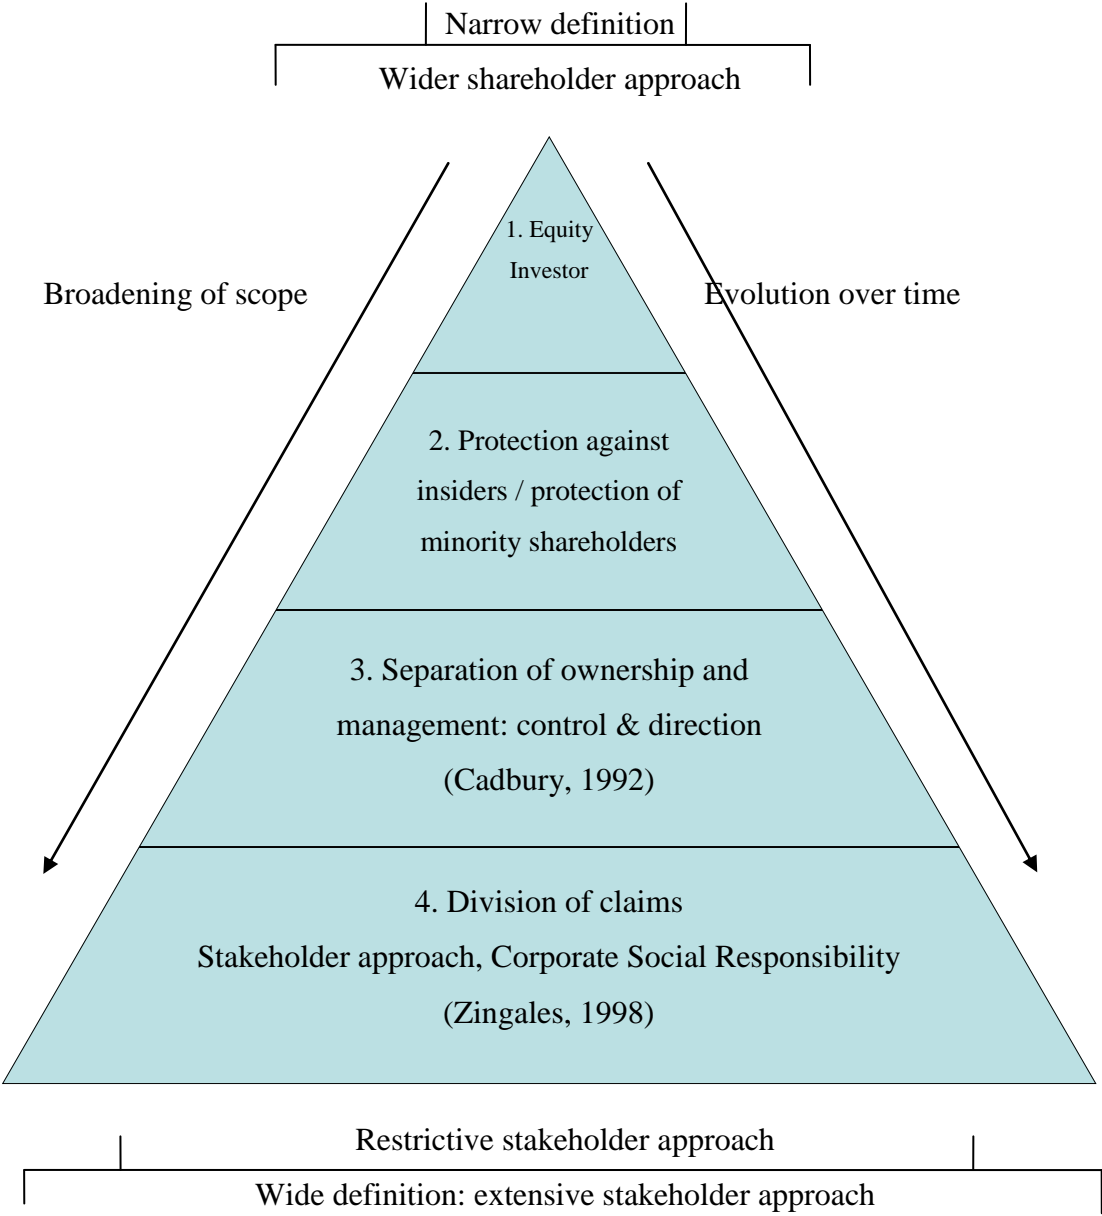 Narrow definition
Wider shareholder approach
1. Equity
Investor
Broadening of scope
Evolution over time
2. Protection against
insiders / protection of
minority shareholders
3. Separation of ownership and
management: control & direction
(Cadbury, 1992)
4. Division of claims
Stakeholder approach, Corporate Social Responsibility
(Zingales, 1998)
Restrictive stakeholder approach
Wide definition: extensive stakeholder approach